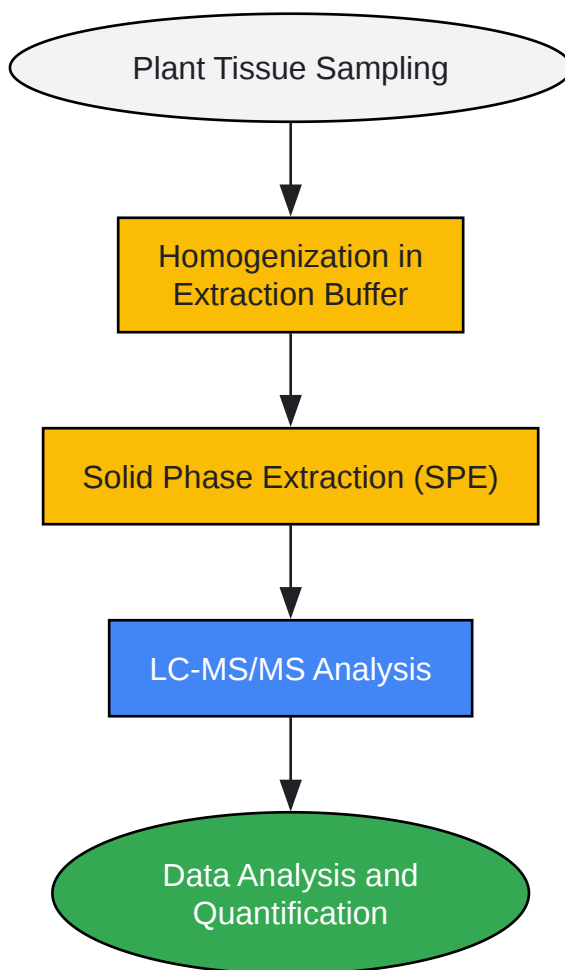 Plant Tissue Sampling
Homogenization in
Extraction Buffer
Solid Phase Extraction (SPE)
LC-MS/MS Analysis
Data Analysis and
Quantification